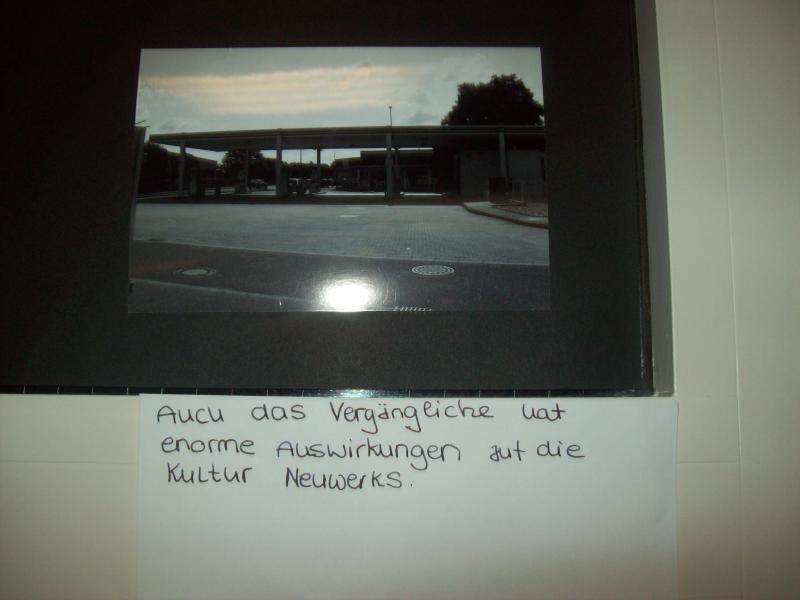 Auch das Vergängliche hat
enorme Auswirkungen auf die
Kultur Neuwerks.